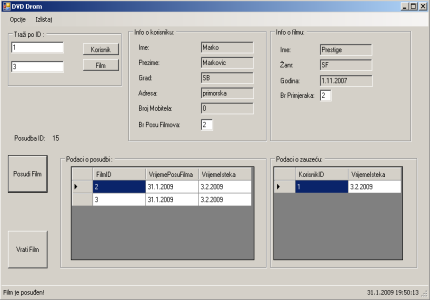 DVD Drom
Opcije Izlistaj
Traži po ID :
1 Korisnik
3 Film
Info o korisniku:
Ime: Marko
Prezime: Markovic
Grad: SB
Adresa: primorska
Broj Mobitela: 0
Br Posu Filmova: 2
Info o filmu:
Ime: Prestige
Žanr: SF
Godina: 1.11.2007
Br Primjeraka: 2
Posudba ID: 15
Posudi Film
Vrati Film
Podaci o posudbi:
FilmID VrijemePosuFilma VrijemeIsteka
2 31.1.2009 3.2.2009
3 31.1.2009 3.2.2009
Podaci o zauzeću:
KorisnikID VrijemeIsteka
1 3.2.2009
Film je posuđen!
31.1.2009 19:50:13